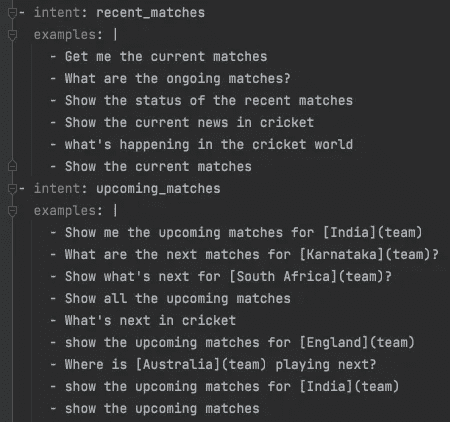 - intent: recent_matches
examples: |
- Get me the current matches
- What are the ongoing matches?
- Show the status of the recent matches
- Show the current news in cricket
- what's happening in the cricket world
- Show the current matches
- intent: upcoming_matches
examples: |
- Show me the upcoming matches for [India](team)
- What are the next matches for [Karnataka](team)?
- Show what's next for [South Africa](team)?
- Show all the upcoming matches
- What's next in cricket
- show the upcoming matches for [England](team)
- Where is [Australia](team) playing next?
- show the upcoming matches for [India](team)
- show the upcoming matches